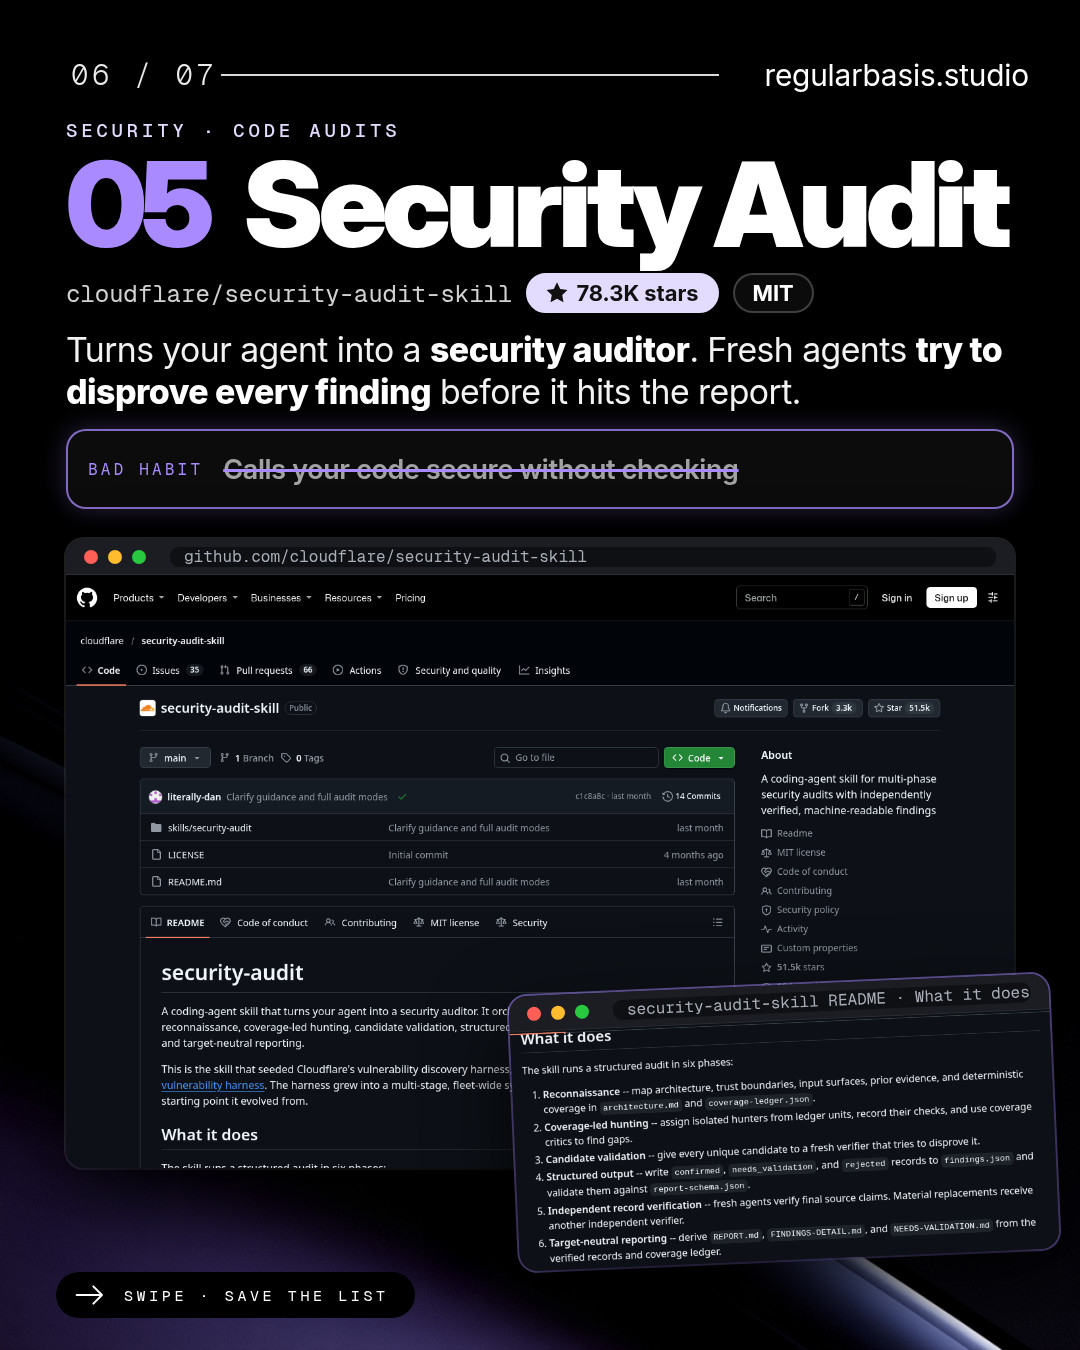 06 / 07
regularbasis.studio
SECURITY · CODE AUDITS
05 Security Audit
cloudflare/security-audit-skill ★ 78.3K stars MIT
Turns your agent into a security auditor. Fresh agents try to
disprove every finding before it hits the report.
BAD HABIT Calls your code secure without checking
github.com/cloudflare/security-audit-skill
Products Developers Businesses Resources Pricing Search / Sign in Sign up
cloudflare / security-audit-skill
Code Issues 35 Pull requests 66 Actions Security and quality Insights
security-audit-skill Public Notifications Fork 3.3k Star 51.5k
main 1 Branch 0 Tags Go to file Code
literally-dan Clarify guidance and full audit modes c1c8a8c · last month 14 Commits
skills/security-audit Clarify guidance and full audit modes last month
LICENSE Initial commit 4 months ago
README.md Clarify guidance and full audit modes last month
README Code of conduct Contributing MIT license Security
security-audit
A coding-agent skill that turns your agent into a security auditor. It orc
reconnaissance, coverage-led hunting, candidate validation, structured
and target-neutral reporting.
This is the skill that seeded Cloudflare's vulnerability discovery harness,
vulnerability harness. The harness grew into a multi-stage, fleet-wide s
starting point it evolved from.
What it does
The skill runs a structured audit in six phases:
About
A coding-agent skill for multi-phase
security audits with independently
verified, machine-readable findings
Readme
MIT license
Code of conduct
Contributing
Security policy
Activity
Custom properties
51.5k stars
security-audit-skill README · What it does
What it does
The skill runs a structured audit in six phases:
1. Reconnaissance -- map architecture, trust boundaries, input surfaces, prior evidence, and deterministic
coverage in architecture.md and coverage-ledger.json.
2. Coverage-led hunting -- assign isolated hunters from ledger units, record their checks, and use coverage
critics to find gaps.
3. Candidate validation -- give every unique candidate to a fresh verifier that tries to disprove it.
4. Structured output -- write confirmed, needs_validation, and rejected records to findings.json and
validate them against report-schema.json.
5. Independent record verification -- fresh agents verify final source claims. Material replacements receive
another independent verifier.
6. Target-neutral reporting -- derive REPORT.md, FINDINGS-DETAIL.md, and NEEDS-VALIDATION.md from the
verified records and coverage ledger.
SWIPE · SAVE THE LIST